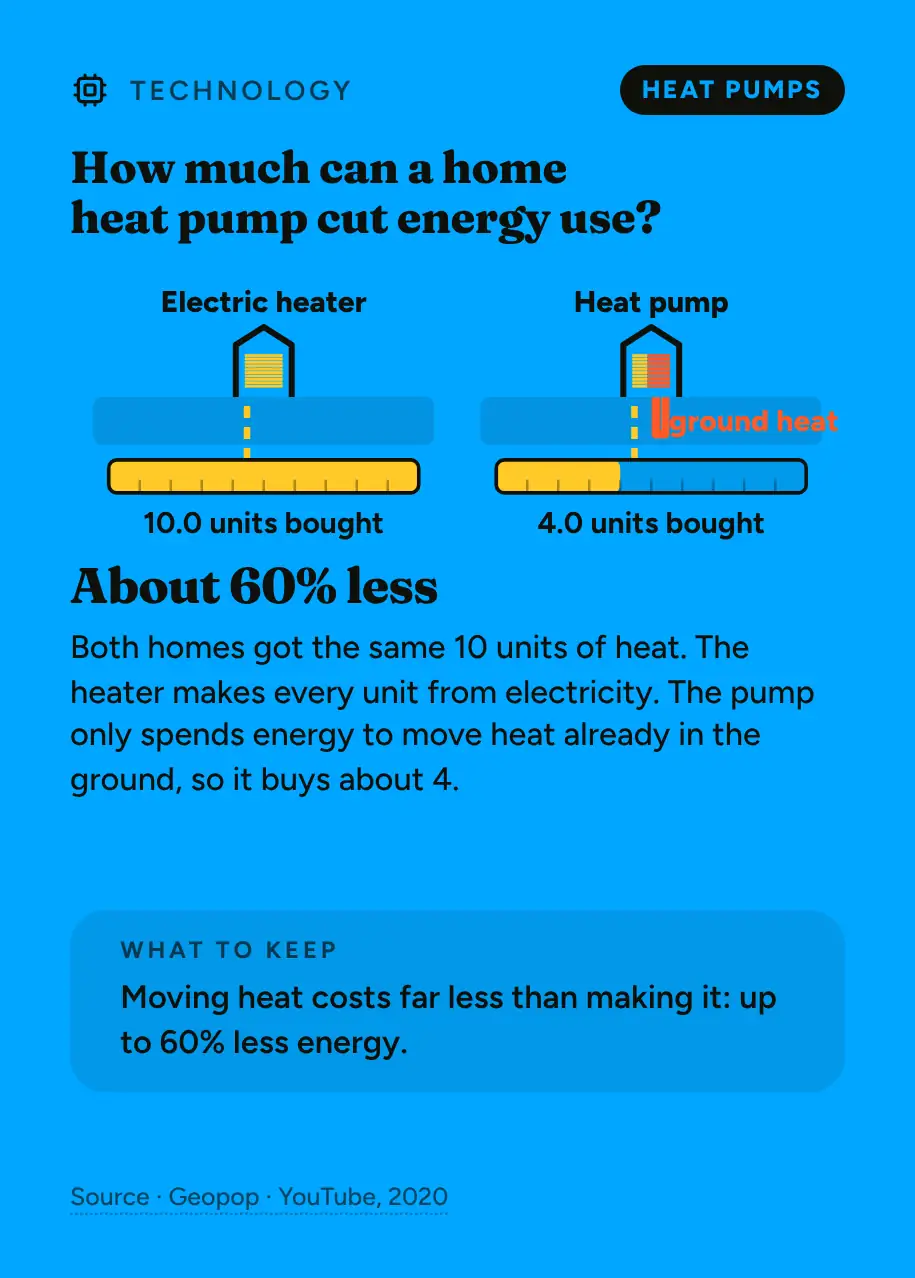 TECHNOLOGY
HEAT PUMPS
How much can a home
heat pump cut energy use?
Electric heater
Heat pump
ground heat
10.0 units bought
4.0 units bought
About 60% less
Both homes got the same 10 units of heat. The
heater makes every unit from electricity. The pump
only spends energy to move heat already in the
ground, so it buys about 4.
WHAT TO KEEP
Moving heat costs far less than making it: up
to 60% less energy.
Source · Geopop · YouTube, 2020